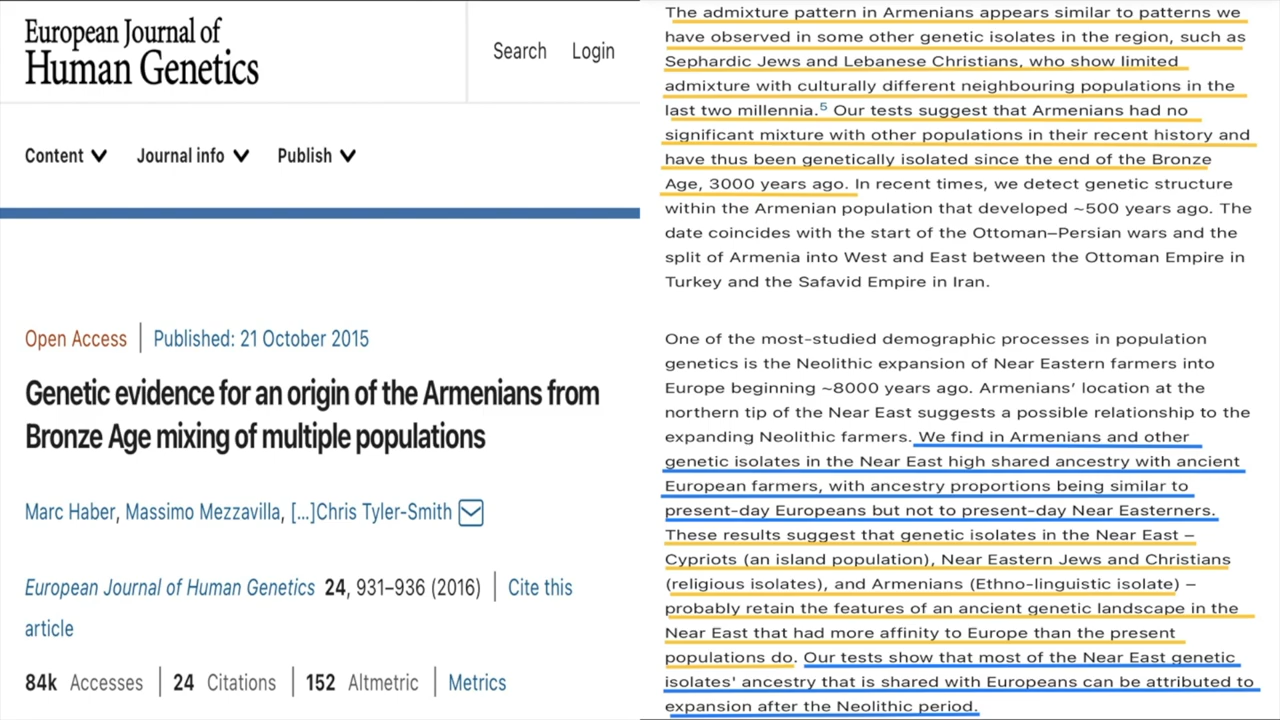 European Journal of
Human Genetics
Search Login
Content Journal info Publish
Open Access | Published: 21 October 2015
Genetic evidence for an origin of the Armenians from
Bronze Age mixing of multiple populations
Marc Haber, Massimo Mezzavilla, [...]Chris Tyler-Smith
European Journal of Human Genetics 24, 931–936 (2016) | Cite this
article
84k Accesses | 24 Citations | 152 Altmetric | Metrics
The admixture pattern in Armenians appears similar to patterns we
have observed in some other genetic isolates in the region, such as
Sephardic Jews and Lebanese Christians, who show limited
admixture with culturally different neighbouring populations in the
last two millennia.5 Our tests suggest that Armenians had no
significant mixture with other populations in their recent history and
have thus been genetically isolated since the end of the Bronze
Age, 3000 years ago. In recent times, we detect genetic structure
within the Armenian population that developed ~500 years ago. The
date coincides with the start of the Ottoman–Persian wars and the
split of Armenia into West and East between the Ottoman Empire in
Turkey and the Safavid Empire in Iran.
One of the most-studied demographic processes in population
genetics is the Neolithic expansion of Near Eastern farmers into
Europe beginning ~8000 years ago. Armenians’ location at the
northern tip of the Near East suggests a possible relationship to the
expanding Neolithic farmers. We find in Armenians and other
genetic isolates in the Near East high shared ancestry with ancient
European farmers, with ancestry proportions being similar to
present-day Europeans but not to present-day Near Easterners.
These results suggest that genetic isolates in the Near East –
Cypriots (an island population), Near Eastern Jews and Christians
(religious isolates), and Armenians (Ethno-linguistic isolate) –
probably retain the features of an ancient genetic landscape in the
Near East that had more affinity to Europe than the present
populations do. Our tests show that most of the Near East genetic
isolates' ancestry that is shared with Europeans can be attributed to
expansion after the Neolithic period.